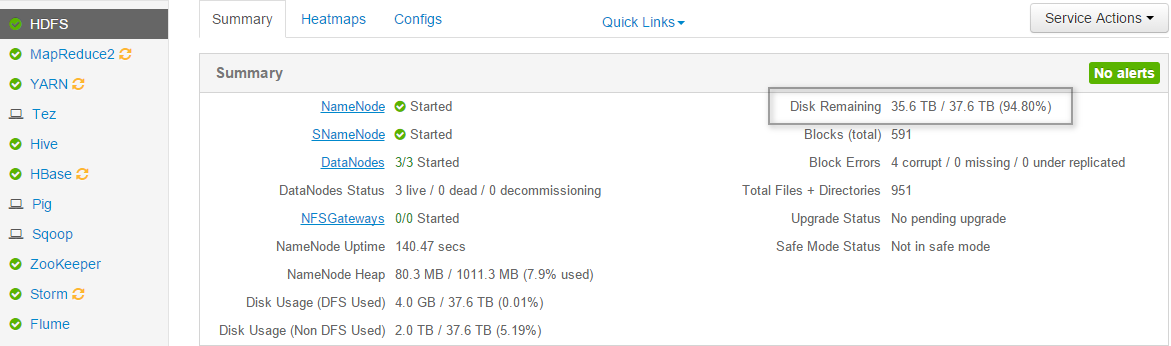 HDFS
MapReduce2
YARN
Tez
Hive
HBase
Pig
Sqoop
ZooKeeper
Storm
Flume
Summary Heatmaps Configs Quick Links Service Actions
Summary No alerts
NameNode Started
SNameNode Started
DataNodes 3/3 Started
DataNodes Status 3 live / 0 dead / 0 decommissioning
NFSGateways 0/0 Started
NameNode Uptime 140.47 secs
NameNode Heap 80.3 MB / 1011.3 MB (7.9% used)
Disk Usage (DFS Used) 4.0 GB / 37.6 TB (0.01%)
Disk Usage (Non DFS Used) 2.0 TB / 37.6 TB (5.19%)
Disk Remaining 35.6 TB / 37.6 TB (94.80%)
Blocks (total) 591
Block Errors 4 corrupt / 0 missing / 0 under replicated
Total Files + Directories 951
Upgrade Status No pending upgrade
Safe Mode Status Not in safe mode